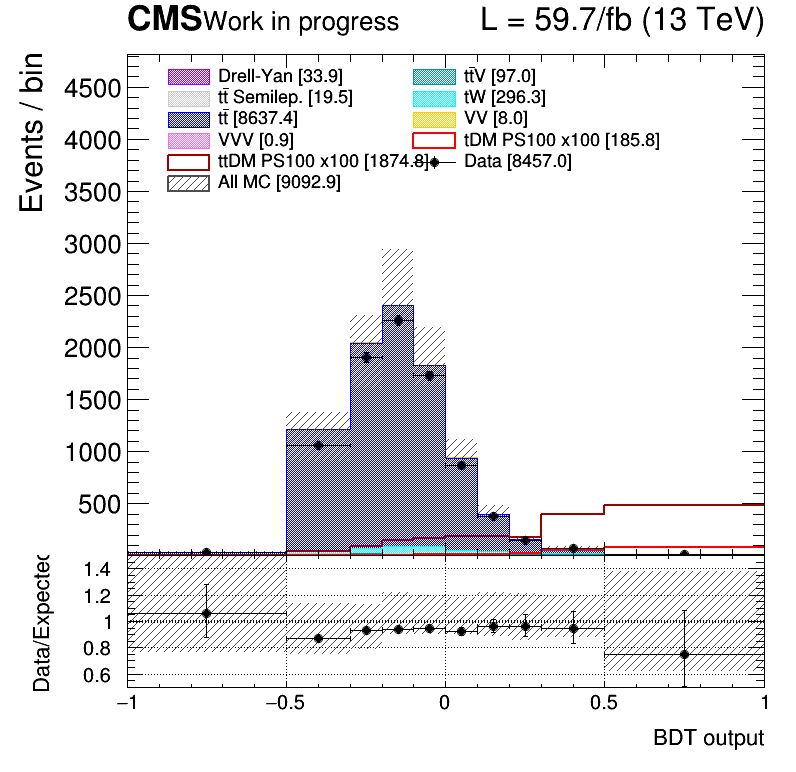 CMS Work in progress L = 59.7/fb (13 TeV)
Events / bin
Drell-Yan [33.9] tt̄V [97.0]
tt̄ Semilep. [19.5] tW [296.3]
tt̄ [8637.4] VV [8.0]
VVV [0.9] tDM PS100 x100 [185.8]
ttDM PS100 x100 [1874.8] Data [8457.0]
All MC [9092.9]
4500
4000
3500
3000
2500
2000
1500
1000
500
Data/Expected
1.4
1.2
1
0.8
0.6
−1 −0.5 0 0.5 1
BDT output